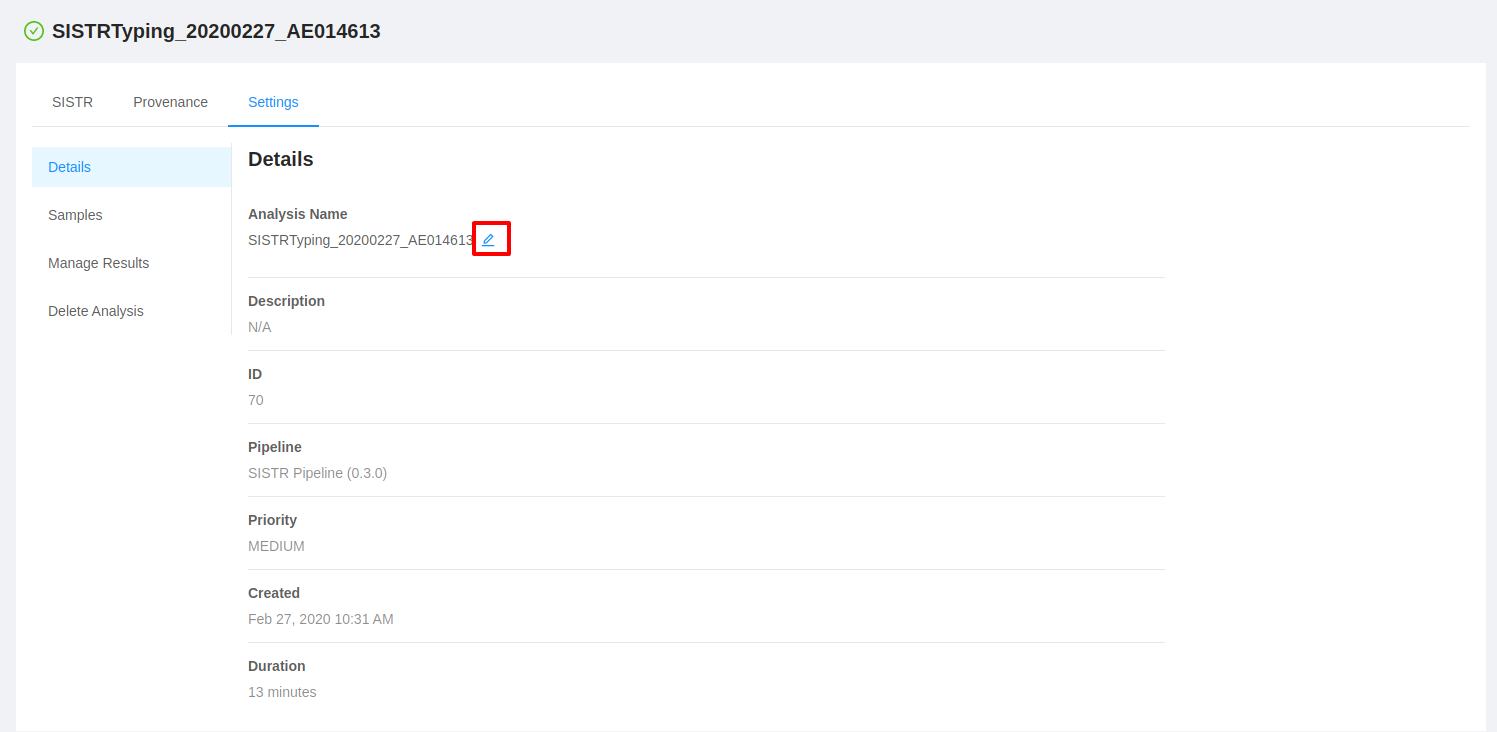 SISTRTyping_20200227_AE014613
SISTR
Provenance
Settings
Details
Samples
Manage Results
Delete Analysis
Details
Analysis Name
SISTRTyping_20200227_AE014613
Description
N/A
ID
70
Pipeline
SISTR Pipeline (0.3.0)
Priority
MEDIUM
Created
Feb 27, 2020 10:31 AM
Duration
13 minutes